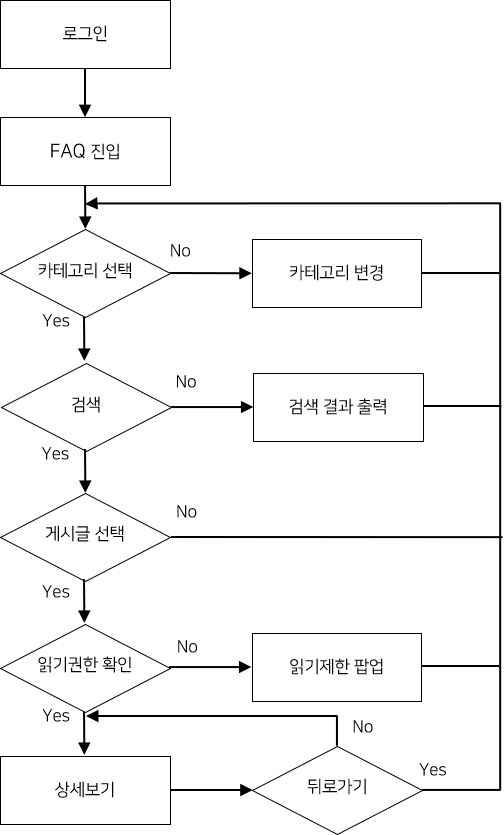 로그인
FAQ 진입
카테고리 선택
No
카테고리 변경
Yes
검색
No
검색 결과 출력
Yes
게시글 선택
No
Yes
읽기권한 확인
No
읽기제한 팝업
Yes
No
상세보기
뒤로가기
Yes